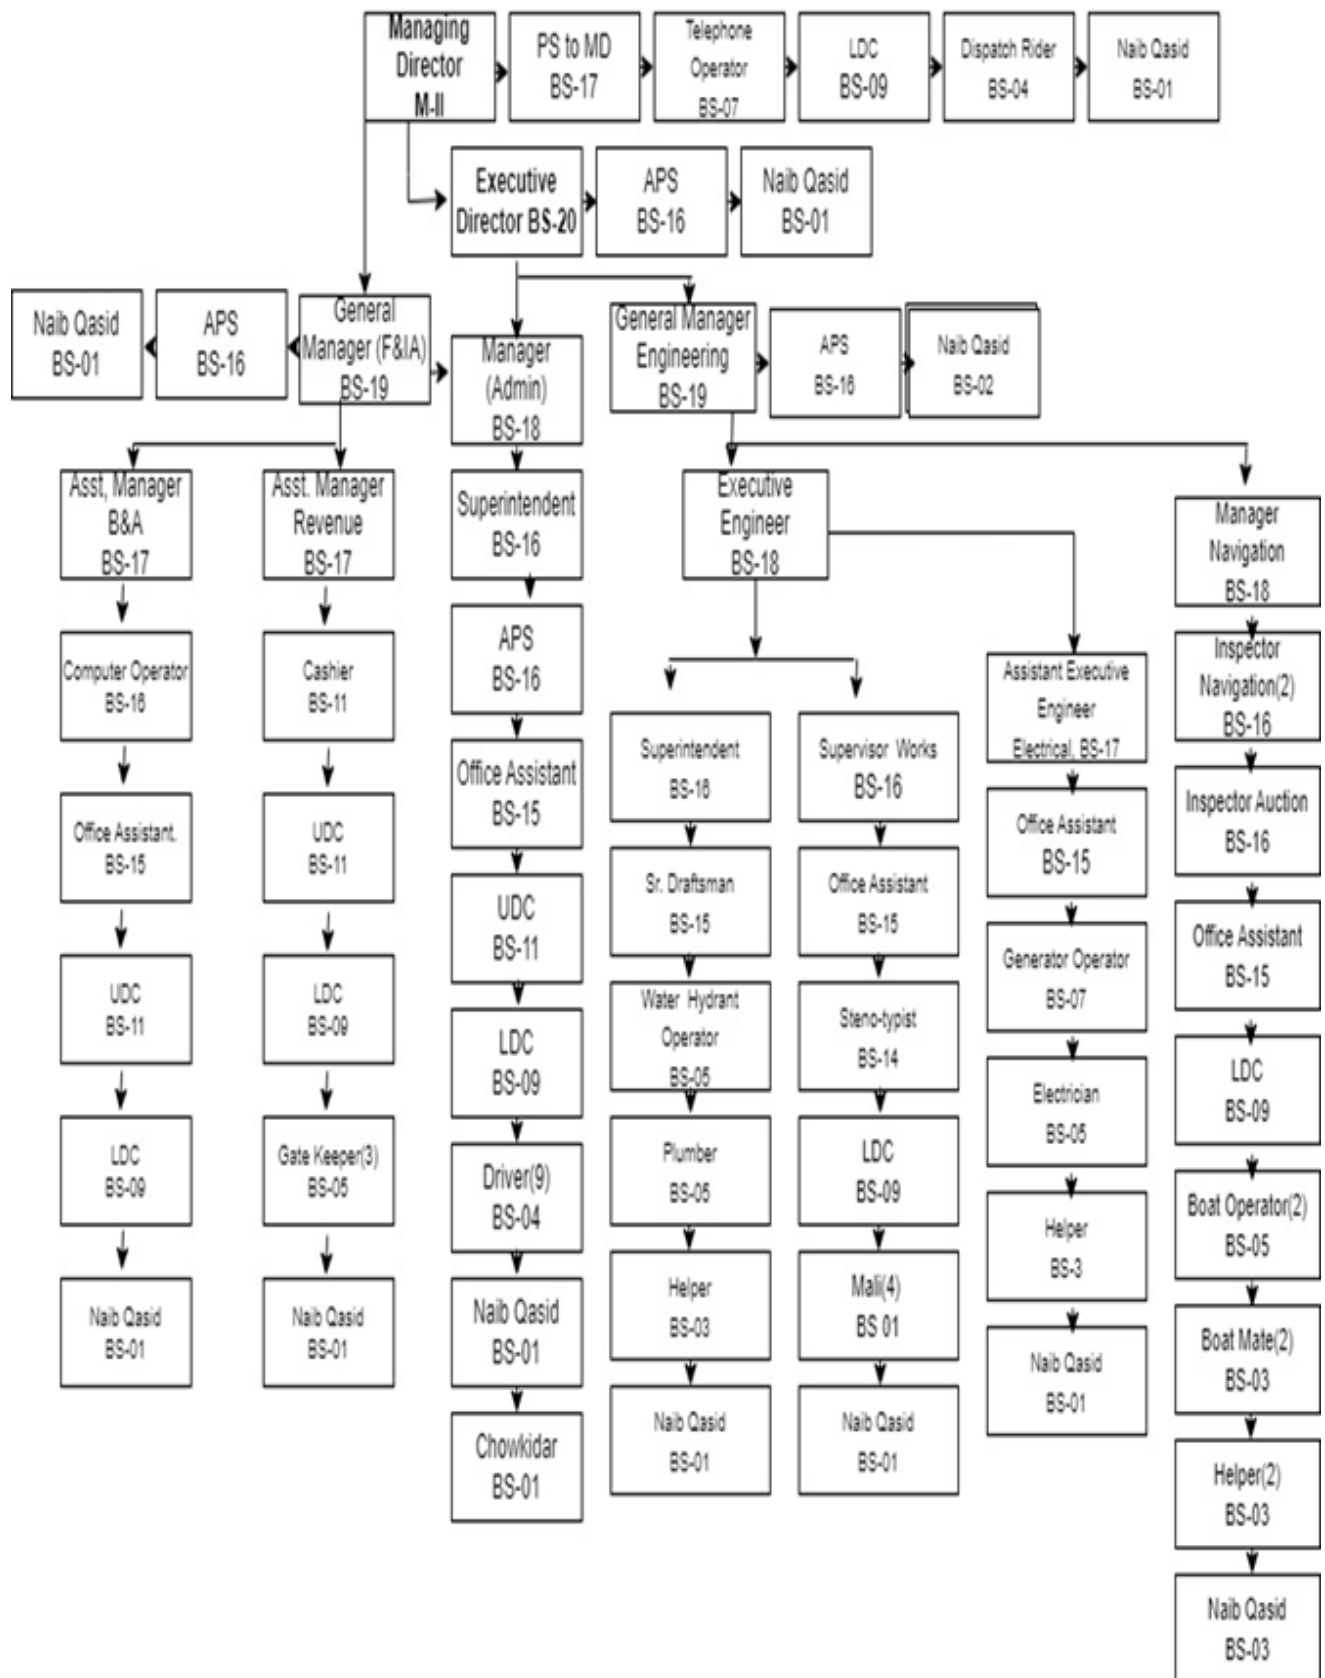 Managing
Director
M-II
PS to MD
BS-17
Telephone
Operator
BS-07
LDC
BS-09
Dispatch Rider
BS-04
Naib Qasid
BS-01
Executive
Director BS-20
APS
BS-16
Naib Qasid
BS-01
Naib Qasid
BS-01
APS
BS-16
General
Manager (F&IA)
BS-19
Manager
(Admin)
BS-18
General Manager
Engineering
BS-19
APS
BS-16
Naib Qasid
BS-02
Asst, Manager
B&A
BS-17
Computer Operator
BS-16
Office Assistant.
BS-15
UDC
BS-11
LDC
BS-09
Naib Qasid
BS-01
Asst. Manager
Revenue
BS-17
Cashier
BS-11
UDC
BS-11
LDC
BS-09
Gate Keeper(3)
BS-05
Naib Qasid
BS-01
Superintendent
BS-16
APS
BS-16
Office Assistant
BS-15
UDC
BS-11
LDC
BS-09
Driver(9)
BS-04
Naib Qasid
BS-01
Chowkidar
BS-01
Executive
Engineer
BS-18
Superintendent
BS-16
Sr. Draftsman
BS-15
Water Hydrant
Operator
BS-05
Plumber
BS-05
Helper
BS-03
Naib Qasid
BS-01
Supervisor Works
BS-16
Office Assistant
BS-15
Steno-typist
BS-14
LDC
BS-09
Mali(4)
BS 01
Naib Qasid
BS-01
Assistant Executive
Engineer
Electrical, BS-17
Office Assistant
BS-15
Generator Operator
BS-07
Electrician
BS-05
Helper
BS-3
Naib Qasid
BS-01
Manager
Navigation
BS-18
Inspector
Navigation(2)
BS-16
Inspector Auction
BS-16
Office Assistant
BS-15
LDC
BS-09
Boat Operator(2)
BS-05
Boat Mate(2)
BS-03
Helper(2)
BS-03
Naib Qasid
BS-03